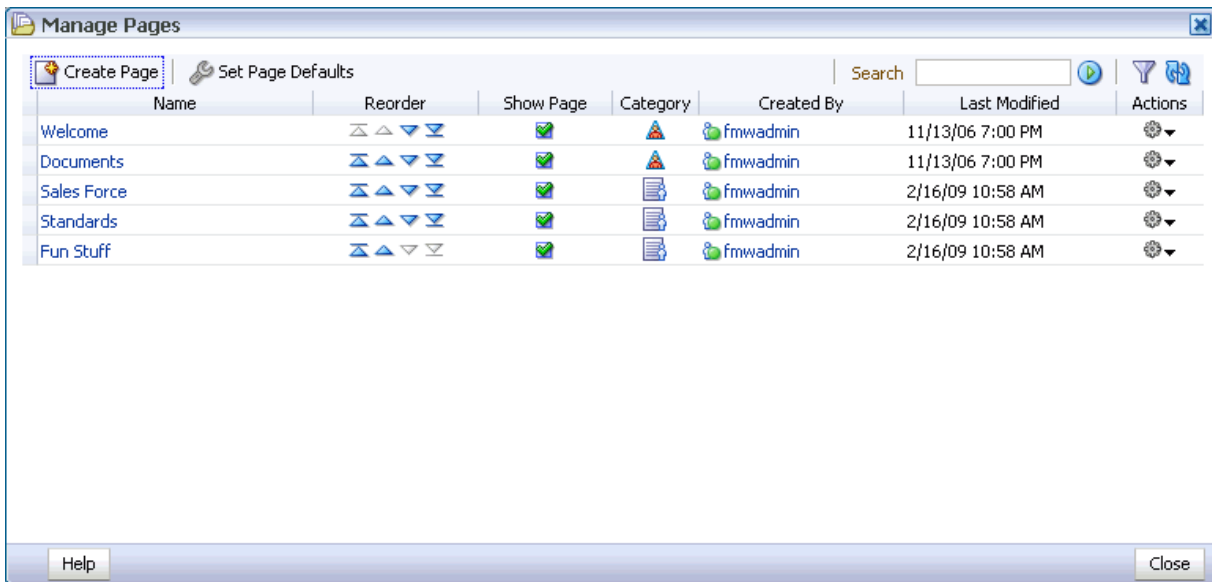 Manage Pages
Create Page Set Page Defaults Search
Name Reorder Show Page Category Created By Last Modified Actions
Welcome fmwadmin 11/13/06 7:00 PM
Documents fmwadmin 11/13/06 7:00 PM
Sales Force fmwadmin 2/16/09 10:58 AM
Standards fmwadmin 2/16/09 10:58 AM
Fun Stuff fmwadmin 2/16/09 10:58 AM
Help Close